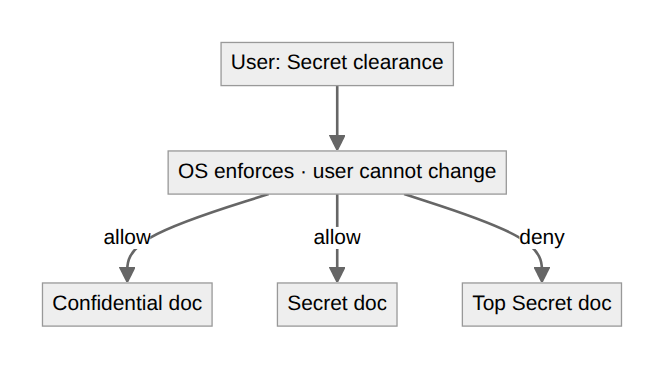 User: Secret clearance
OS enforces · user cannot change
allow
allow
deny
Confidential doc
Secret doc
Top Secret doc